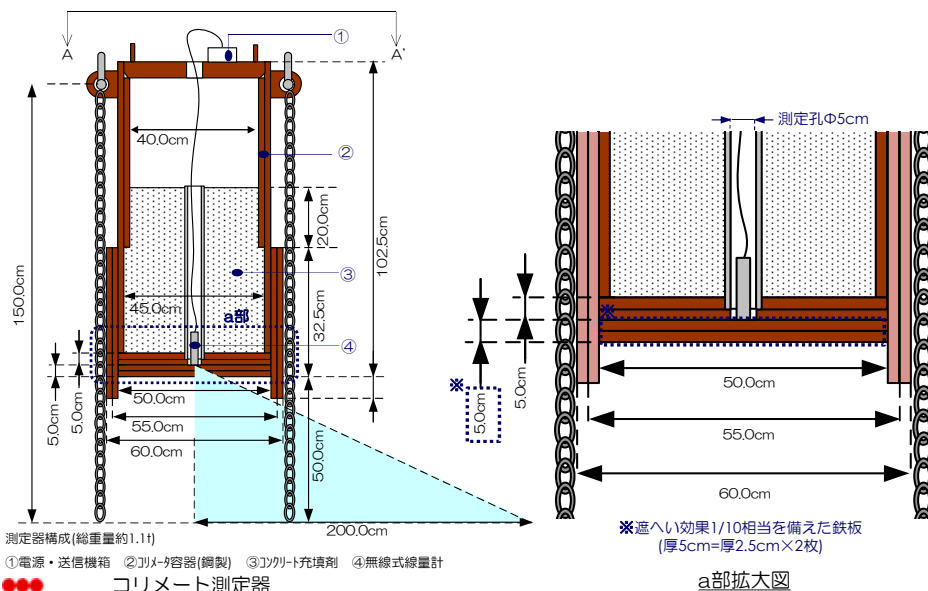 A
A'
①
40.0cm
②
20.0cm
102.5cm
③
150.0cm
45.0cm
32.5cm
a部
④
5.0cm
5.0cm
50.0cm
55.0cm
60.0cm
50.0cm
200.0cm
測定器構成(総重量約1.1t)
①電源・送信機箱 ②コリメータ容器(鋼製) ③コンクリート充填剤 ④無線式線量計
コリメート測定器
測定孔Φ5cm
※
※
5.0cm
5.0cm
50.0cm
55.0cm
60.0cm
※遮へい効果1/10相当を備えた鉄板
(厚5cm=厚2.5cm×2枚)
a部拡大図